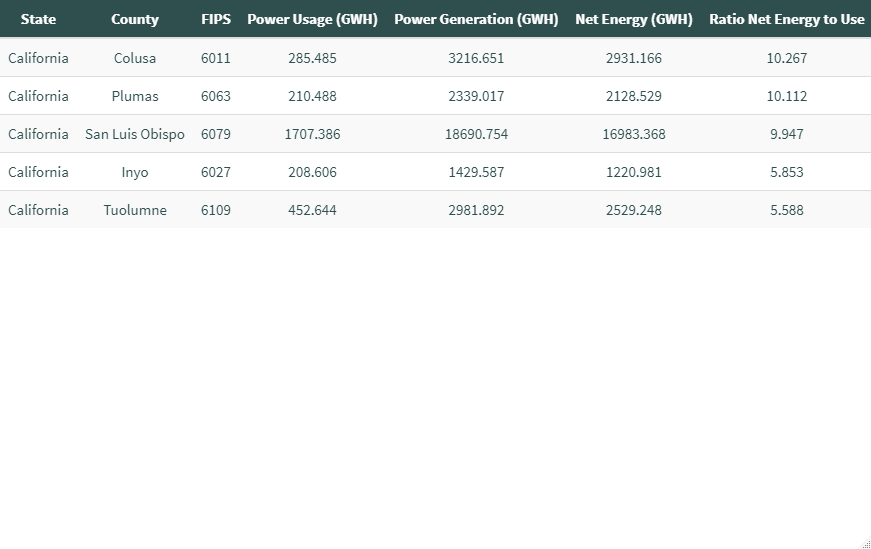 State County FIPS Power Usage (GWH) Power Generation (GWH) Net Energy (GWH) Ratio Net Energy to Use
California Colusa 6011 285.485 3216.651 2931.166 10.267
California Plumas 6063 210.488 2339.017 2128.529 10.112
California San Luis Obispo 6079 1707.386 18690.754 16983.368 9.947
California Inyo 6027 208.606 1429.587 1220.981 5.853
California Tuolumne 6109 452.644 2981.892 2529.248 5.588